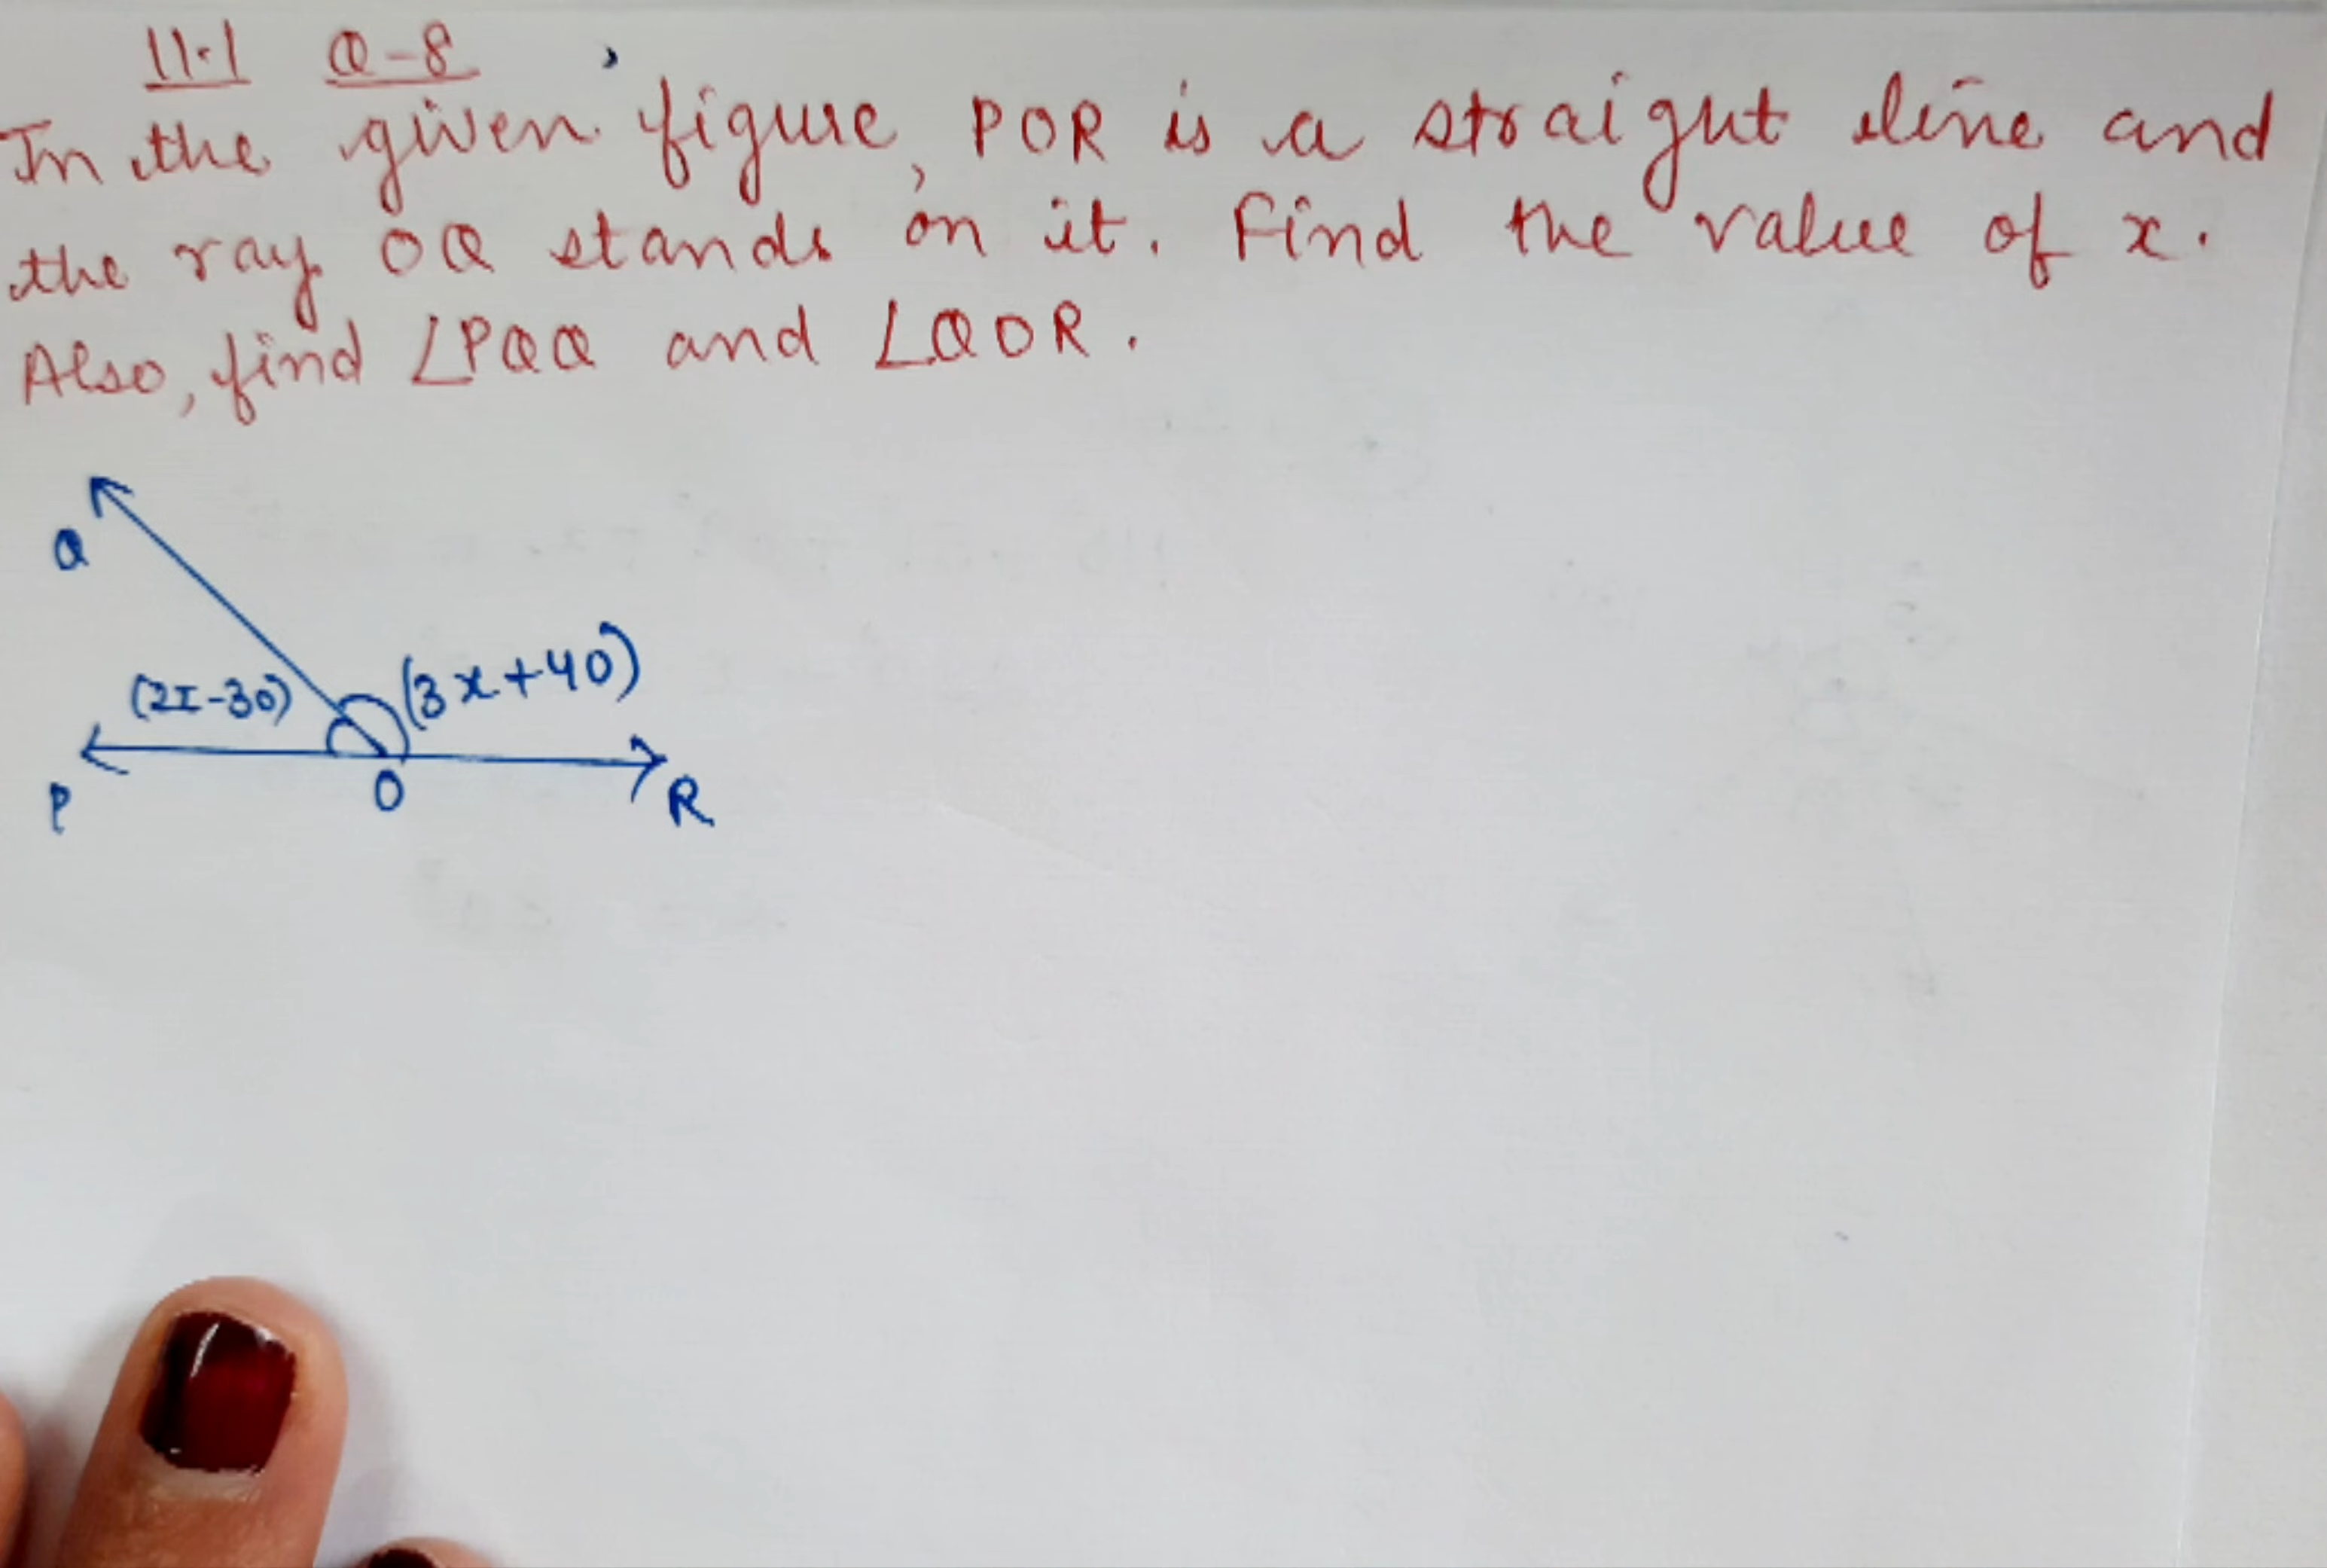 11.1 Q-8
In the given figure, POR is a straight line and
the ray OQ stands on it. Find the value of x.
Also, find ∠PQQ and ∠QOR.
Q
(2x-30) (3x+40)
P O R